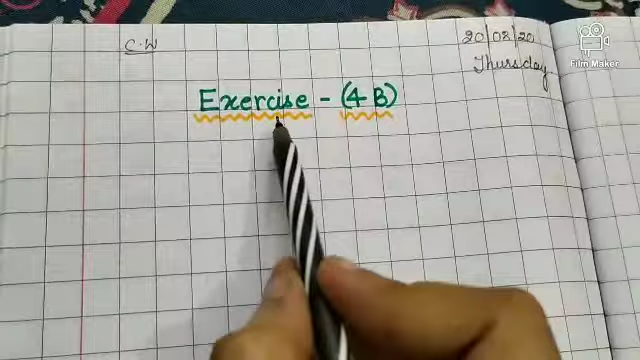 C.W
20/08/20
Thursday
Exercise - (4 B)
Film Maker